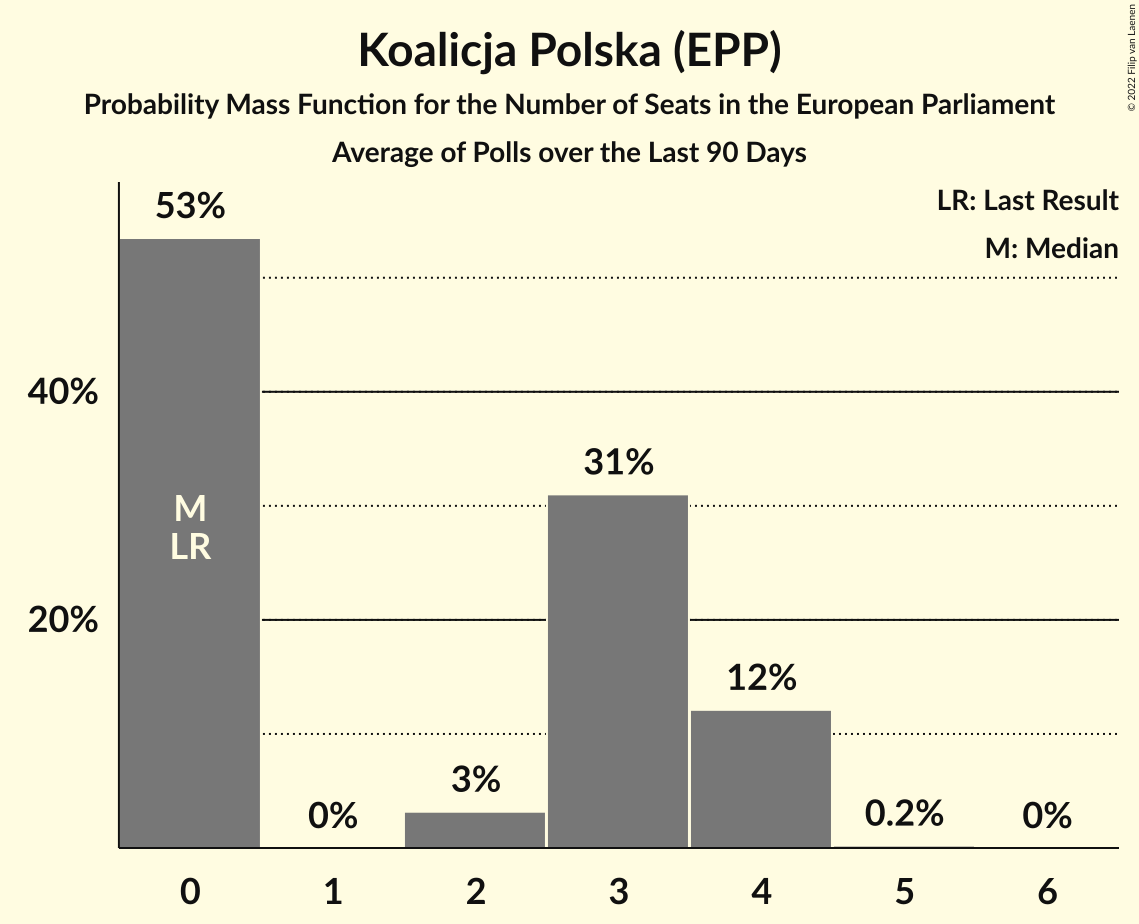 Koalicja Polska (EPP)
Probability Mass Function for the Number of Seats in the European Parliament
Average of Polls over the Last 90 Days
© 2022 Filip van Laenen
LR: Last Result
M: Median
53%
40%
M
LR
31%
20%
12%
3%
0%
0.2%
0%
0 1 2 3 4 5 6